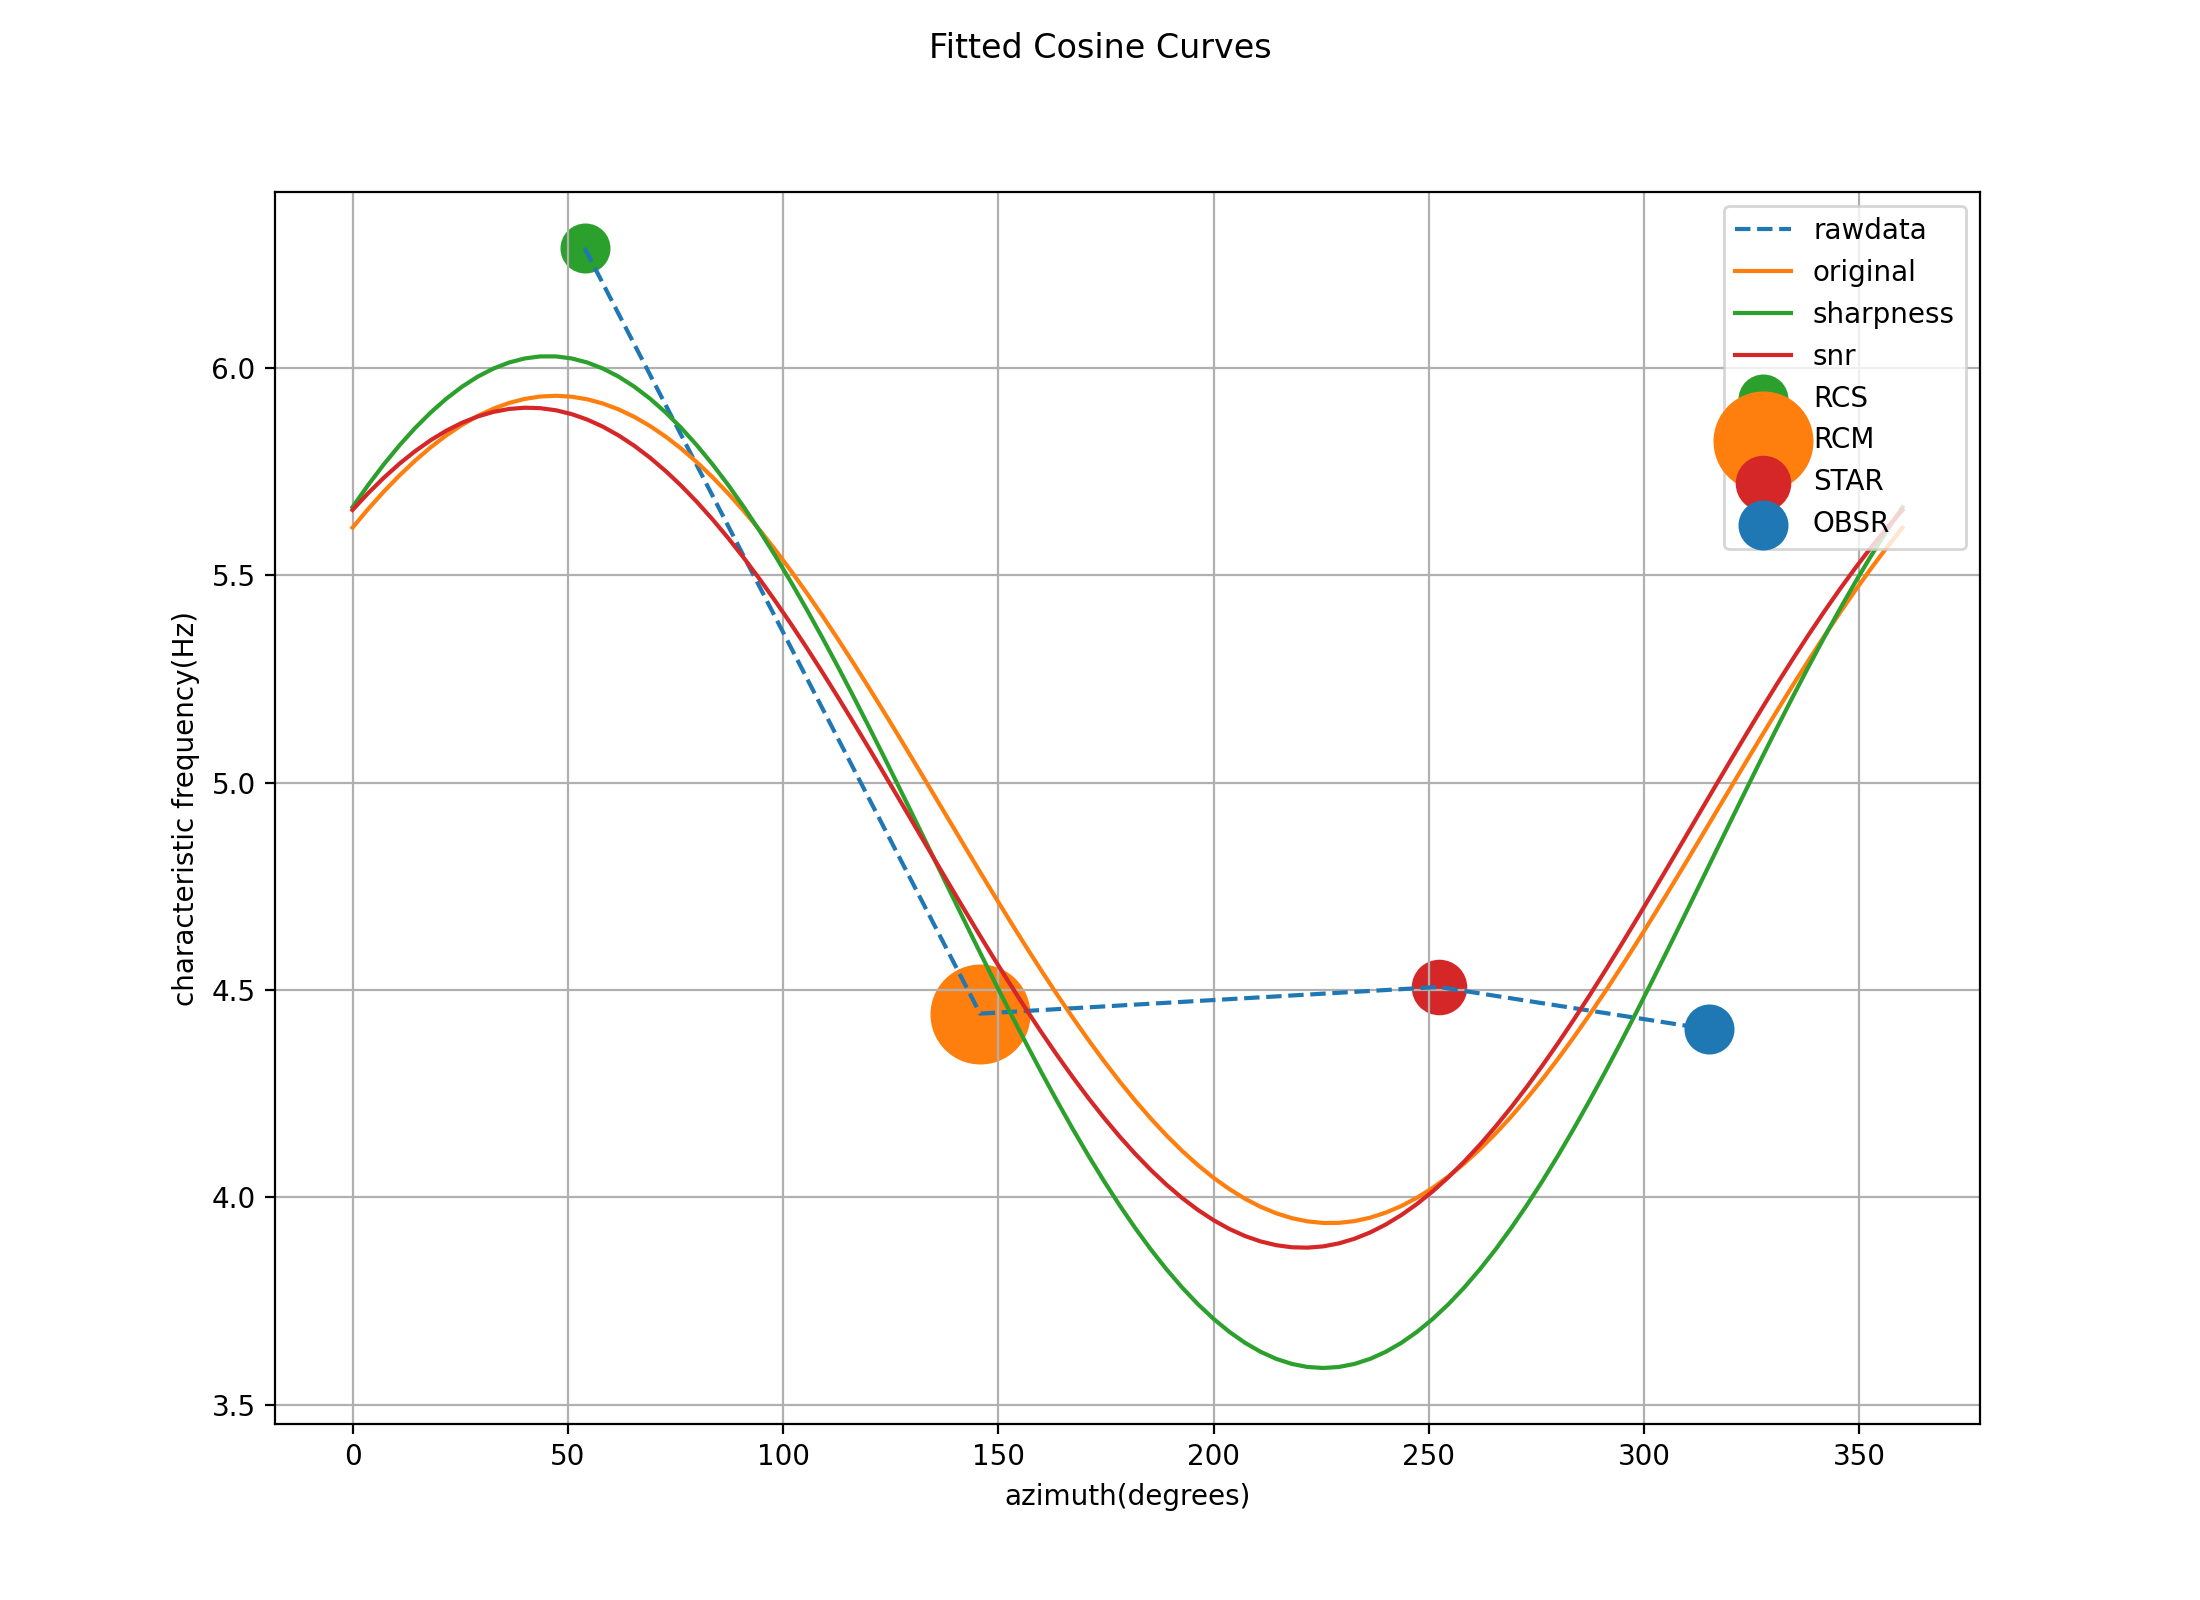 Fitted Cosine Curves
rawdata
original
sharpness
snr
RCS
RCM
STAR
OBSR
6.0
5.5
5.0
4.5
4.0
3.5
characteristic frequency(Hz)
0 50 100 150 200 250 300 350
azimuth(degrees)